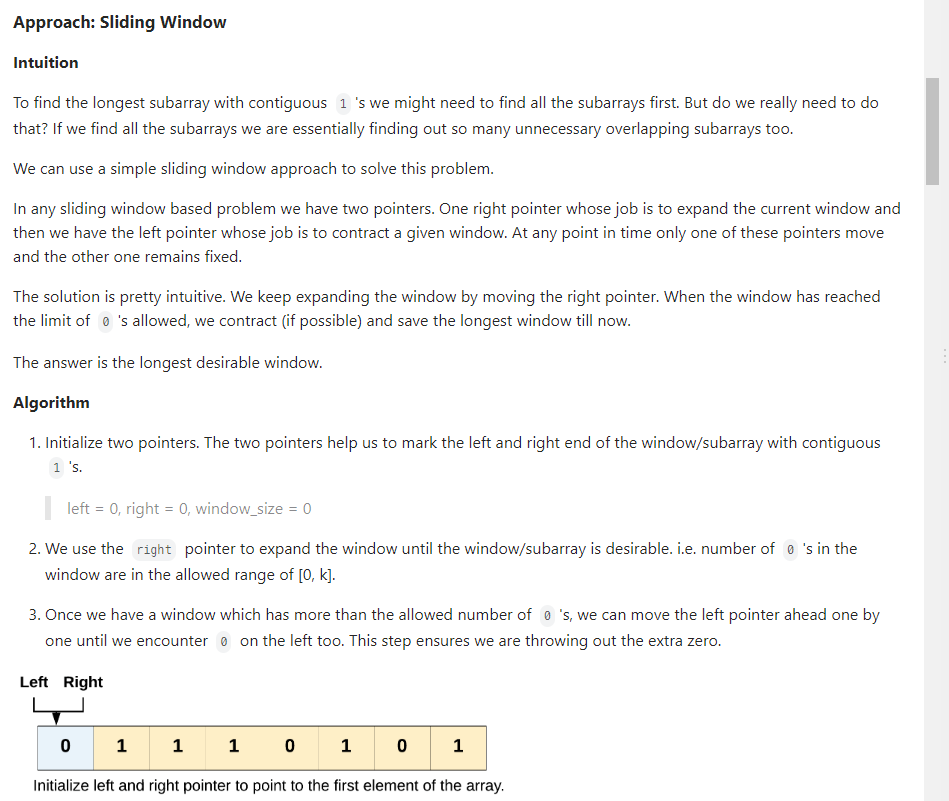 Approach: Sliding Window
Intuition
To find the longest subarray with contiguous 1 's we might need to find all the subarrays first. But do we really need to do
that? If we find all the subarrays we are essentially finding out so many unnecessary overlapping subarrays too.
We can use a simple sliding window approach to solve this problem.
In any sliding window based problem we have two pointers. One right pointer whose job is to expand the current window and
then we have the left pointer whose job is to contract a given window. At any point in time only one of these pointers move
and the other one remains fixed.
The solution is pretty intuitive. We keep expanding the window by moving the right pointer. When the window has reached
the limit of 0 's allowed, we contract (if possible) and save the longest window till now.
The answer is the longest desirable window.
Algorithm
1. Initialize two pointers. The two pointers help us to mark the left and right end of the window/subarray with contiguous
1 's.
left = 0, right = 0, window_size = 0
2. We use the right pointer to expand the window until the window/subarray is desirable. i.e. number of 0 's in the
window are in the allowed range of [0, k].
3. Once we have a window which has more than the allowed number of 0 's, we can move the left pointer ahead one by
one until we encounter 0 on the left too. This step ensures we are throwing out the extra zero.
Left Right
0 1 1 1 0 1 0 1
Initialize left and right pointer to point to the first element of the array.